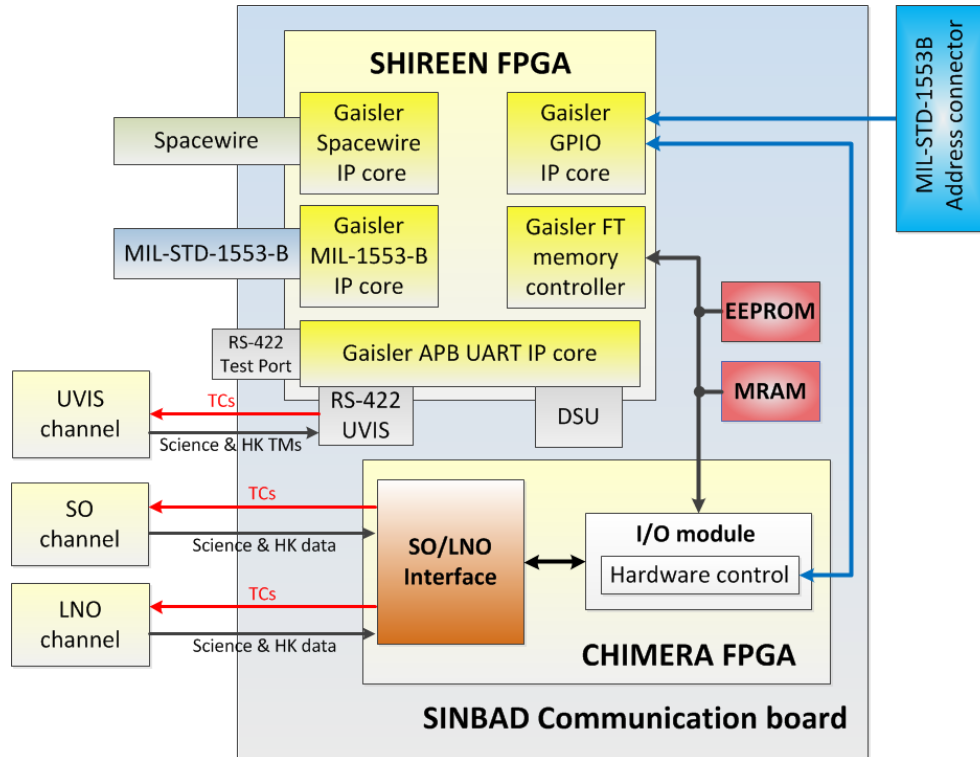 SHIREEN FPGA
Gaisler
Spacewire
IP core
Gaisler
GPIO
IP core
MIL-STD-1553B
Address connector
Spacewire
Gaisler
MIL-1553-B
IP core
Gaisler FT
memory
controller
MIL-STD-1553-B
EEPROM
RS-422
Test Port
Gaisler APB UART IP core
MRAM
UVIS
channel
TCs
Science & HK TMs
RS-422
UVIS
DSU
SO
channel
TCs
Science & HK data
SO/LNO
Interface
I/O module
Hardware control
LNO
channel
TCs
Science & HK data
CHIMERA FPGA
SINBAD Communication board